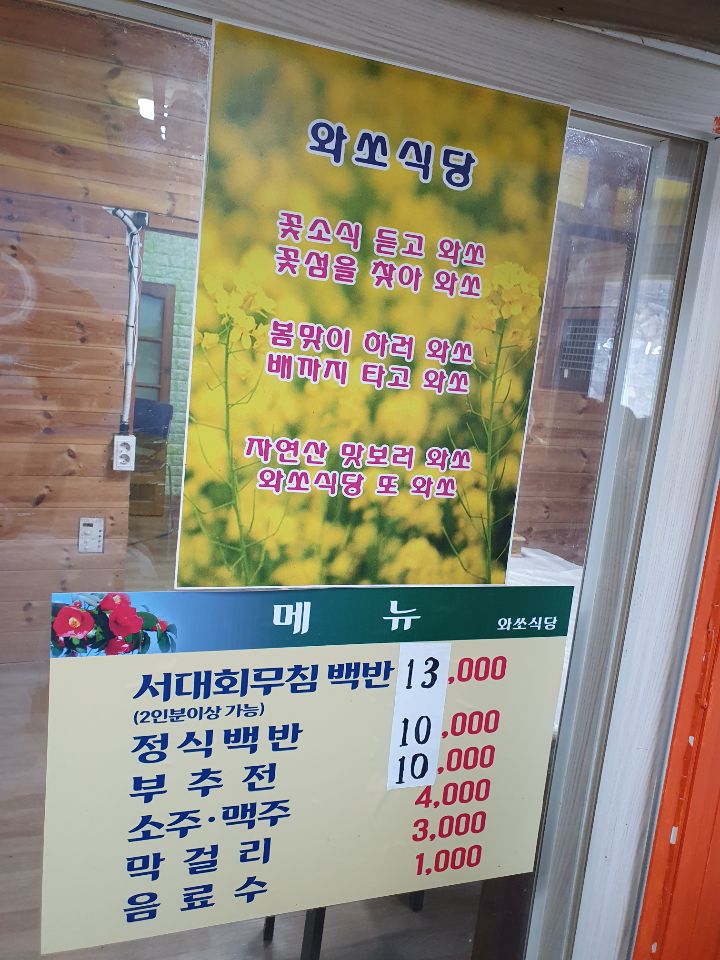 와쏘식당
꽃소식 듣고 와쏘
꽃섬을 찾아 와쏘
봄맞이 하러 와쏘
배까지 타고 와쏘
자연산 맛보러 와쏘
와쏘식당 또 와쏘
메 뉴 와쏘식당
서대회무침 백반 13,000
(2인분이상 가능)
정식백반 10,000
부추전 10,000
소주·맥주 4,000
막걸리 3,000
음료수 1,000